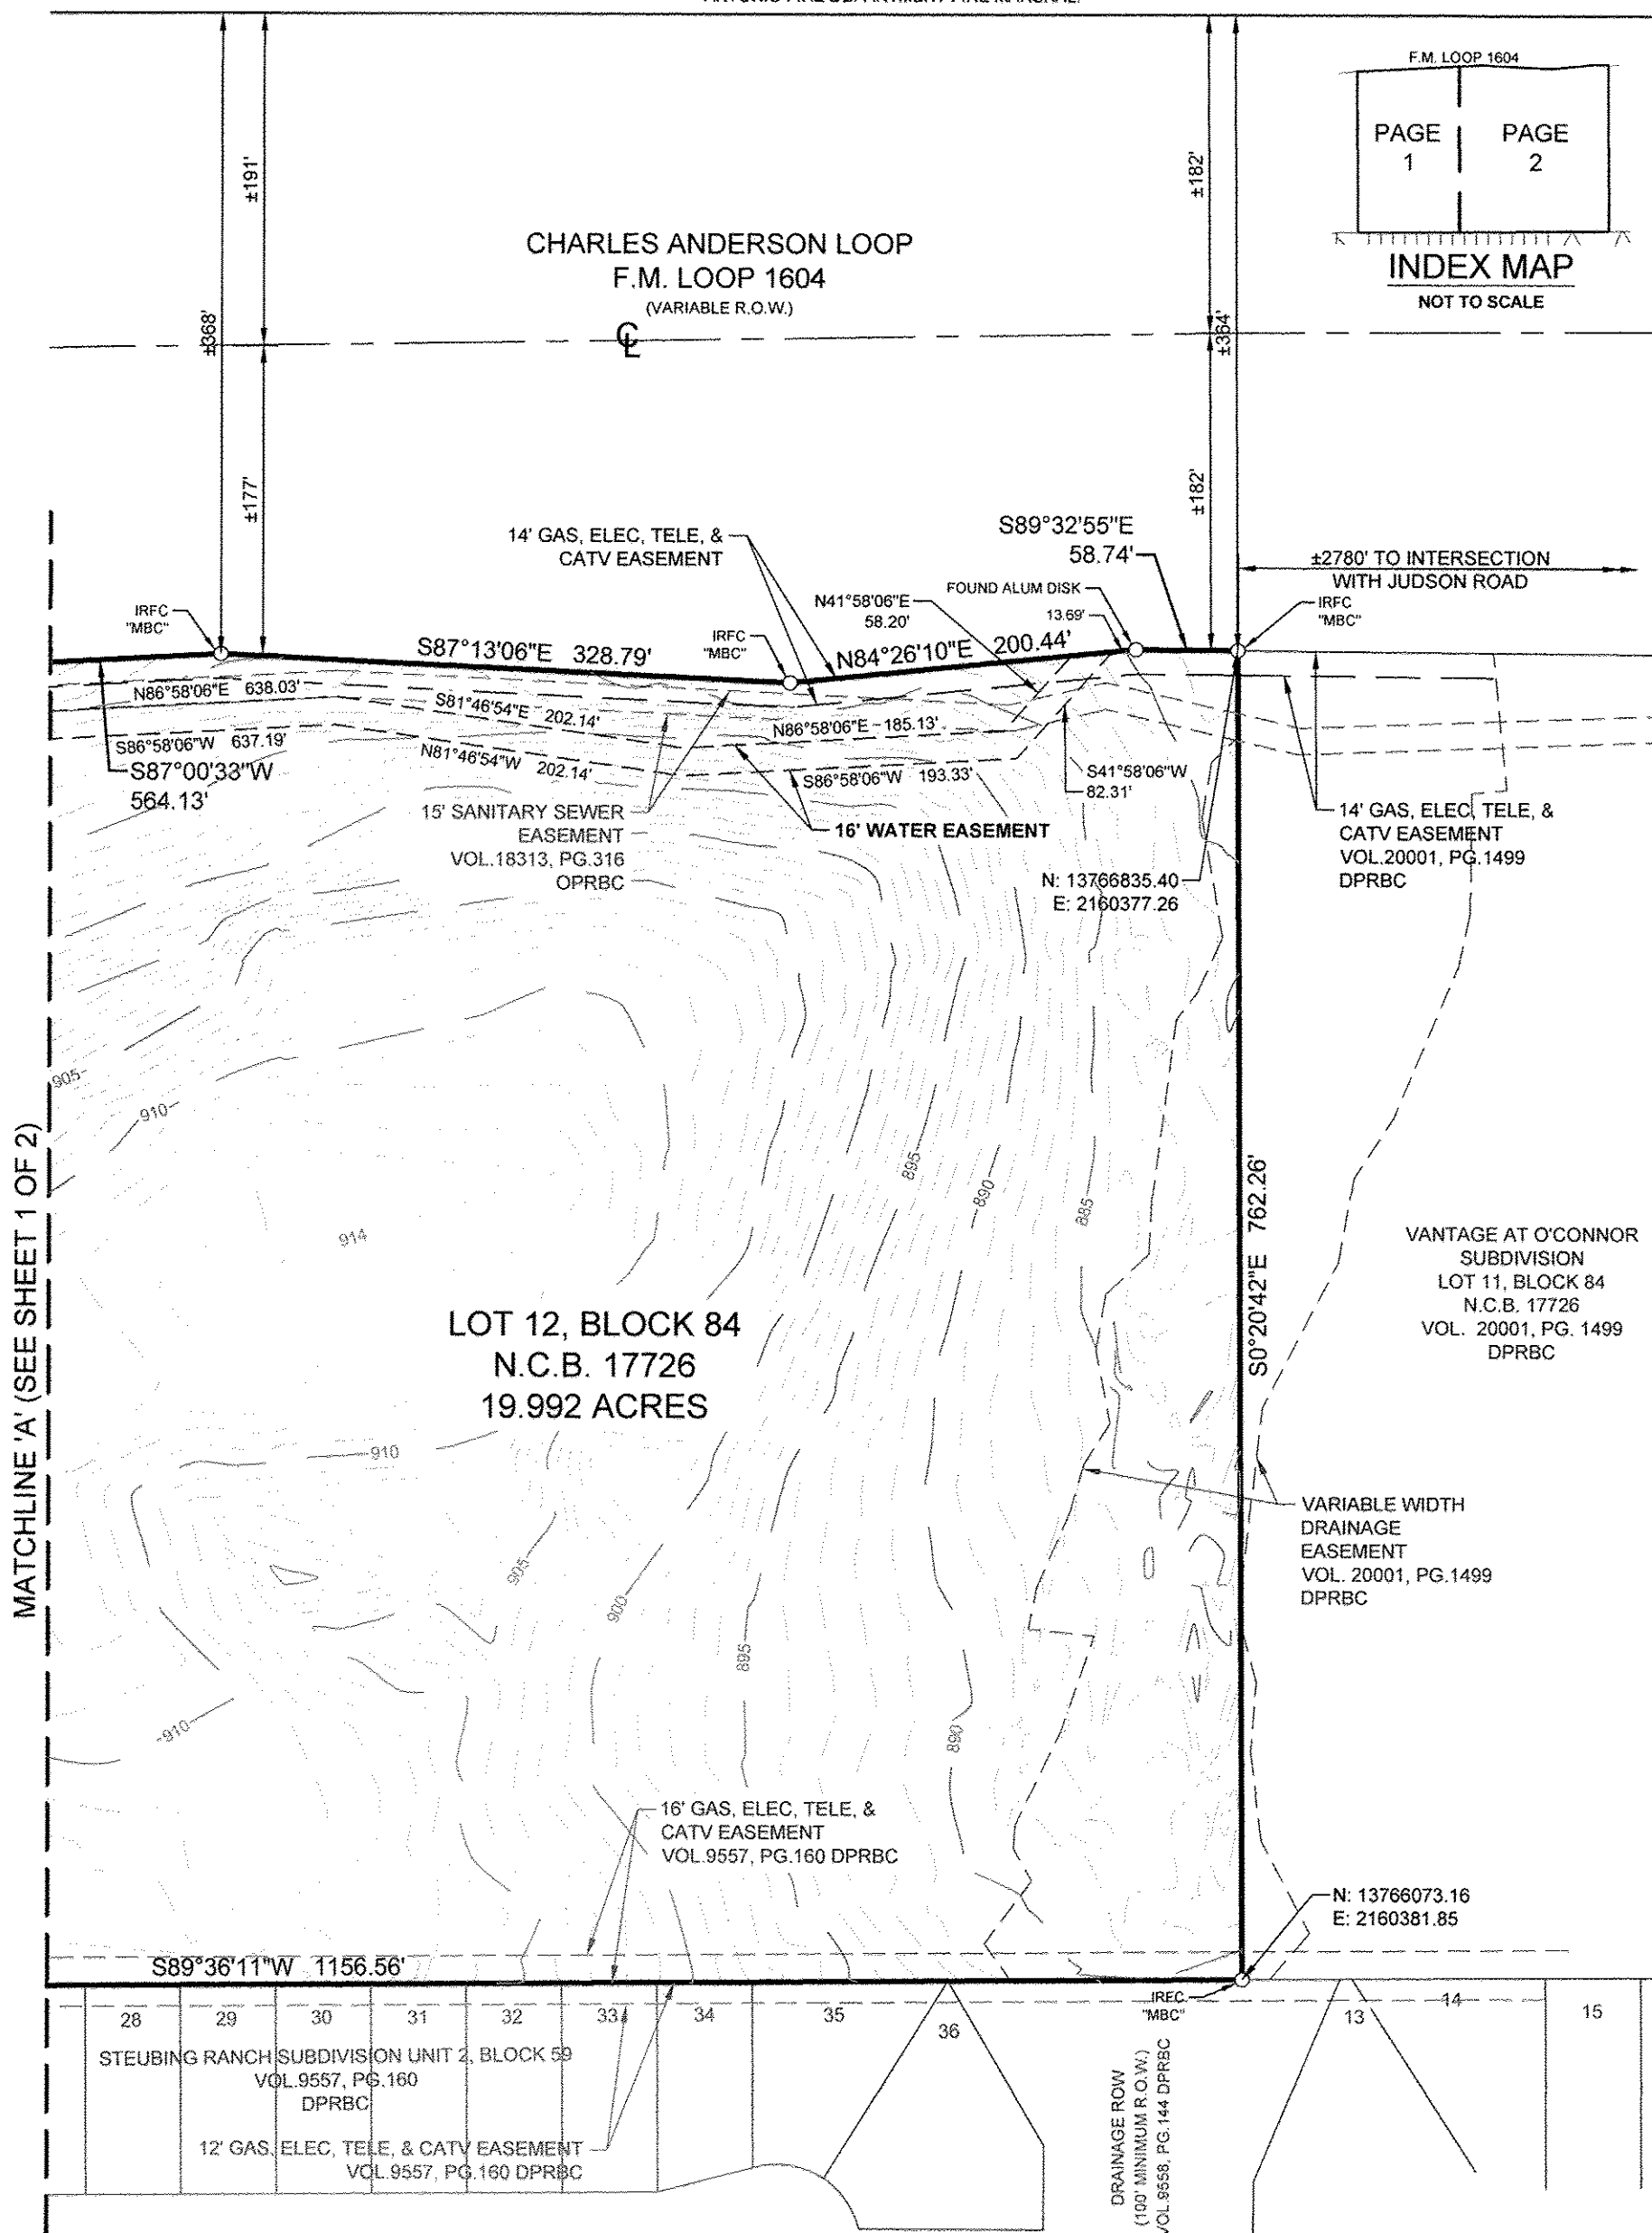 F.M. LOOP 1604
PAGE
1
PAGE
2
INDEX MAP
NOT TO SCALE
±191'
±182'
CHARLES ANDERSON LOOP
F.M. LOOP 1604
(VARIABLE R.O.W.)
±368'
±364'
±177'
±182'
14' GAS, ELEC, TELE, &
CATV EASEMENT
S89°32'55"E
58.74'
±2780' TO INTERSECTION
WITH JUDSON ROAD
IRFC
"MBC"
N41°58'06"E
58.20'
FOUND ALUM DISK
13.69'
IRFC
"MBC"
IRFC
"MBC"
S87°13'06"E 328.79'
N84°26'10"E 200.44'
N86°58'06"E 638.03'
S81°46'54"E 202.14'
N86°58'06"E 185.13'
S86°58'06"W 637.19'
N81°46'54"W 202.14'
S86°58'06"W 193.33'
S41°58'06"W
82.31'
S87°00'33"W
564.13'
15' SANITARY SEWER
EASEMENT
VOL.18313, PG.316
OPRBC
16' WATER EASEMENT
14' GAS, ELEC, TELE, &
CATV EASEMENT
VOL.20001, PG.1499
DPRBC
N: 13766835.40
E: 2160377.26
905
910
895
890
885
914
S0°20'42"E 762.26'
MATCHLINE 'A' (SEE SHEET 1 OF 2)
VANTAGE AT O'CONNOR
SUBDIVISION
LOT 11, BLOCK 84
N.C.B. 17726
VOL. 20001, PG. 1499
DPRBC
LOT 12, BLOCK 84
N.C.B. 17726
19.992 ACRES
910
VARIABLE WIDTH
DRAINAGE
EASEMENT
VOL. 20001, PG.1499
DPRBC
905
900
895
910
890
16' GAS, ELEC, TELE, &
CATV EASEMENT
VOL.9557, PG.160 DPRBC
N: 13766073.16
E: 2160381.85
S89°36'11"W 1156.56'
IREC
"MBC"
28 29 30 31 32 33 34 35 36 13 14 15
STEUBING RANCH SUBDIVISION UNIT 2, BLOCK 59
VOL.9557, PG.160
DPRBC
12' GAS, ELEC, TELE, & CATV EASEMENT
VOL.9557, PG.160 DPRBC
DRAINAGE ROW
(100' MINIMUM R.O.W.)
VOL.9558, PG.144 DPRBC